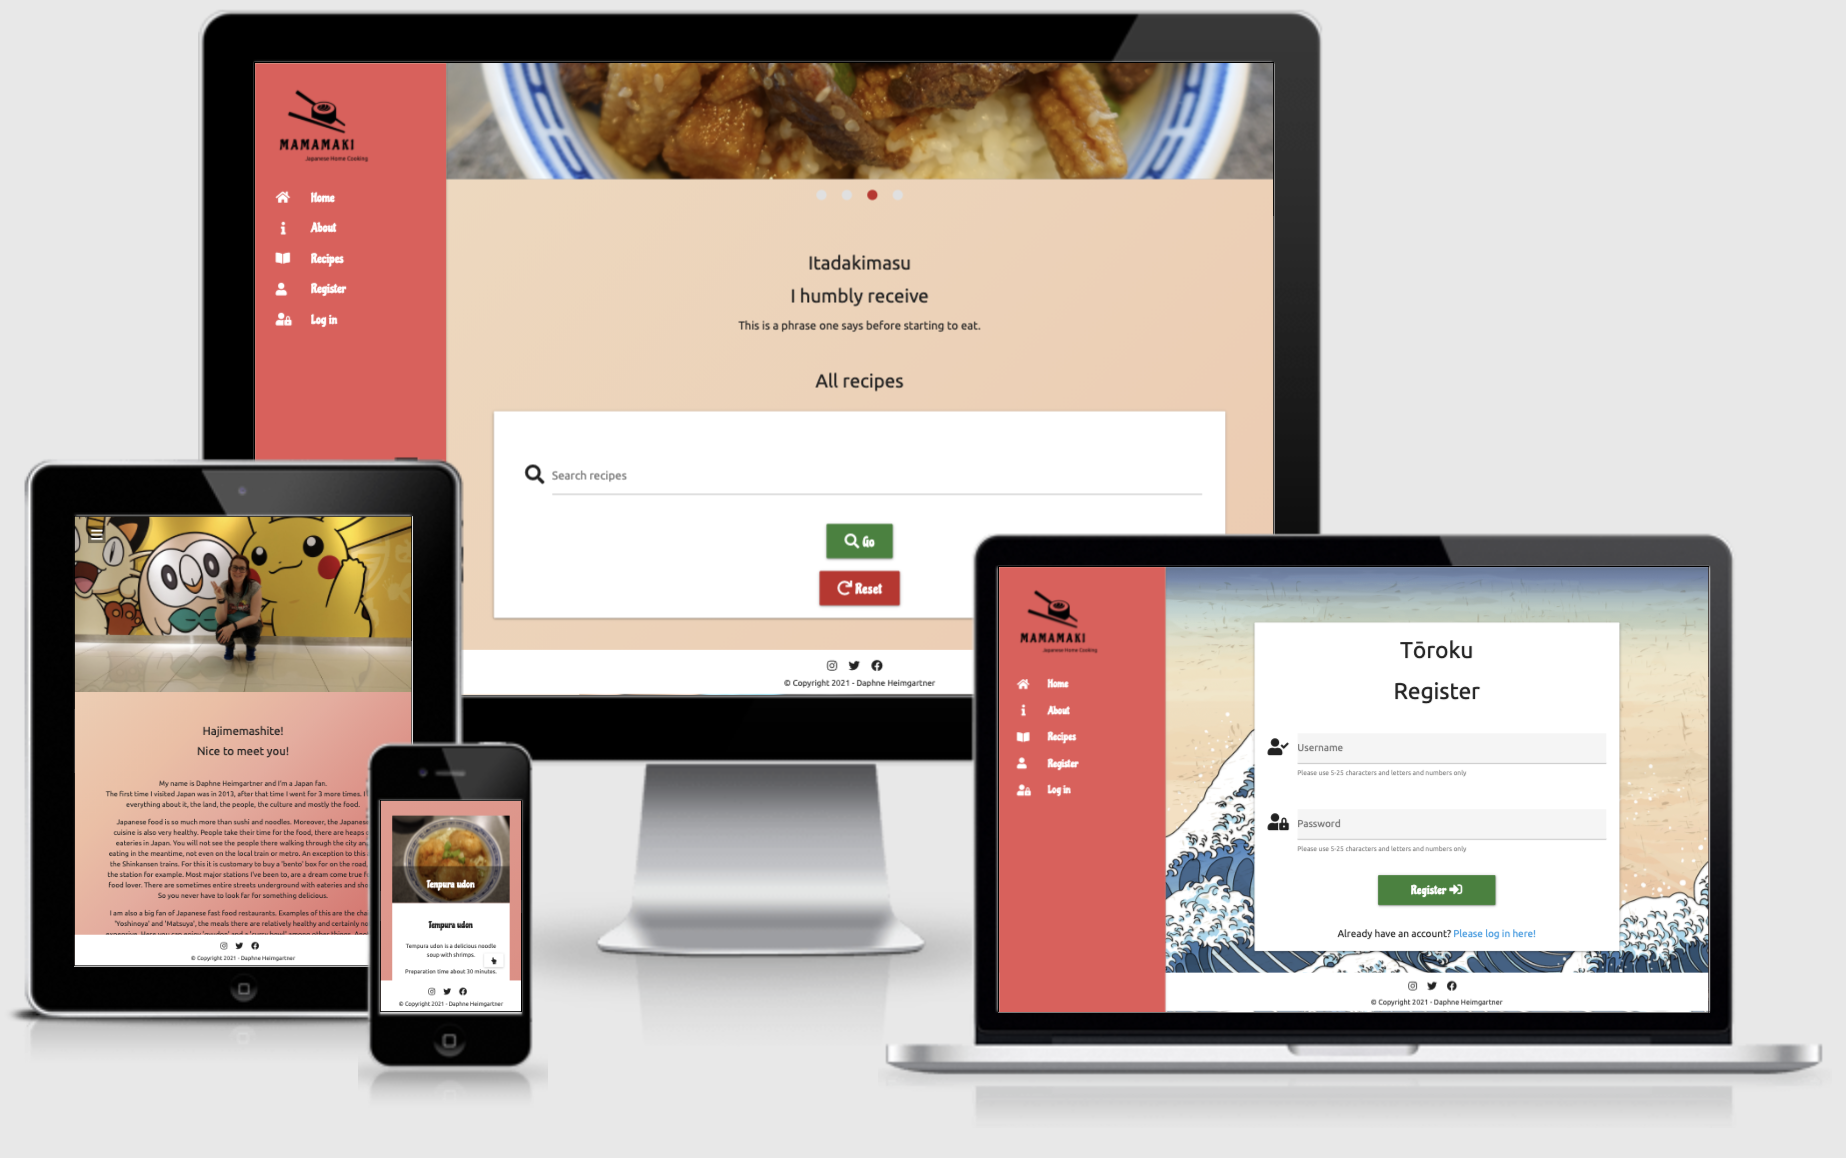 MAMAMAKI
Japanese Home Cooking
Home
About
Recipes
Register
Log in
Itadakimasu
I humbly receive
This is a phrase one says before starting to eat.
All recipes
Search recipes
Go
Reset
© Copyright 2021 - Daphne Heimgartner
Hajimemashite!
Nice to meet you!
My name is Daphne Heimgartner and I'm a Japan fan.
The first time I visited Japan was in 2013, after that time I went for 3 more times. I
everything about it, the land, the people, the culture and mostly the food.
Japanese food is so much more than sushi and noodles. Moreover, the Japanese
cuisine is also very healthy. People take their time for the food, there are heaps
eateries in Japan. You will not see the people there walking through the city an
eating in the meantime, not even on the local train or metro. An exception to this
the Shinkansen trains. For this it is customary to buy a 'bento' box for on the road,
the station for example. Most major stations I've been to, are a dream come true f
food lover. There are sometimes entire streets underground with eateries and sho
So you never have to look far for something delicious.
I am also a big fan of Japanese fast food restaurants. Examples of this are the cha
'Yoshinoya' and 'Matsuya', the meals there are relatively healthy and certainly no
© Copyright 2021 - Daphne Heimgartner
Tempura udon
Tempura udon
Tempura udon is a delicious noodle
soup with shrimps.
Preparation time about 30 minutes.
© Copyright 2021 - Daphne Heimgartner
MAMAMAKI
Japanese Home Cooking
Home
About
Recipes
Register
Log in
Tōroku
Register
Username
Please use 5-25 characters and letters and numbers only
Password
Please use 5-25 characters and letters and numbers only
Register
Already have an account? Please log in here!
© Copyright 2021 - Daphne Heimgartner